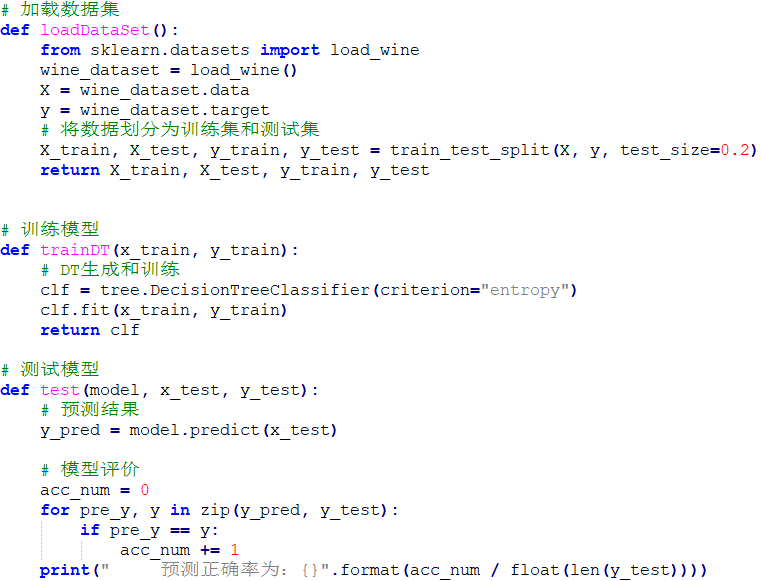 # 加载数据集
def loadDataSet():
    from sklearn.datasets import load_wine
    wine_dataset = load_wine()
    X = wine_dataset.data
    y = wine_dataset.target
    # 将数据划分为训练集和测试集
    X_train, X_test, y_train, y_test = train_test_split(X, y, test_size=0.2)
    return X_train, X_test, y_train, y_test
# 训练模型
def trainDT(x_train, y_train):
    # DT生成和训练
    clf = tree.DecisionTreeClassifier(criterion="entropy")
    clf.fit(x_train, y_train)
    return clf
# 测试模型
def test(model, x_test, y_test):
    # 预测结果
    y_pred = model.predict(x_test)
    # 模型评价
    acc_num = 0
    for pre_y, y in zip(y_pred, y_test):
        if pre_y == y:
            acc_num += 1
    print("     预测正确率为：{}".format(acc_num / float(len(y_test))))